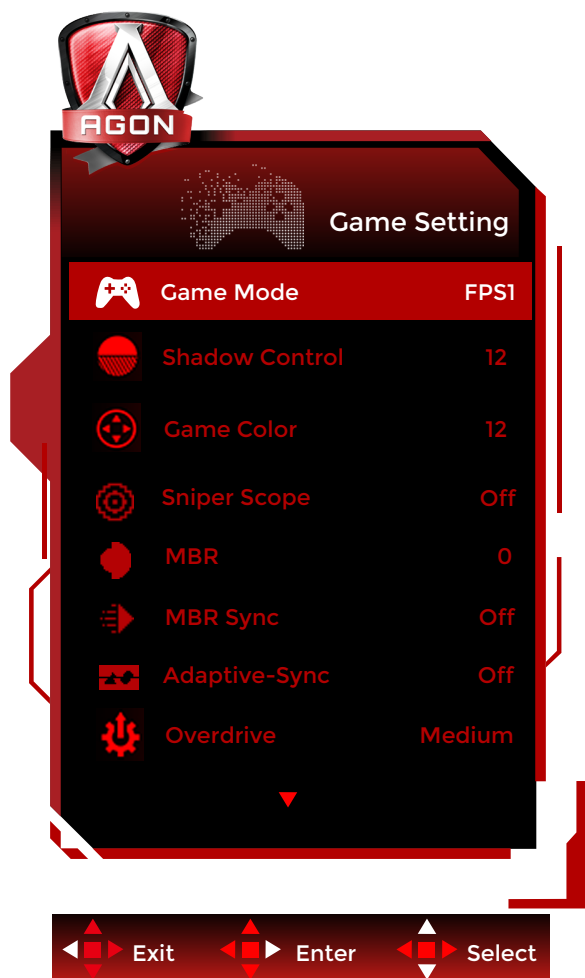 AGON
Game Setting
Game Mode FPS1
Shadow Control 12
Game Color 12
Sniper Scope Off
MBR 0
MBR Sync Off
Adaptive-Sync Off
Overdrive Medium
Exit Enter Select